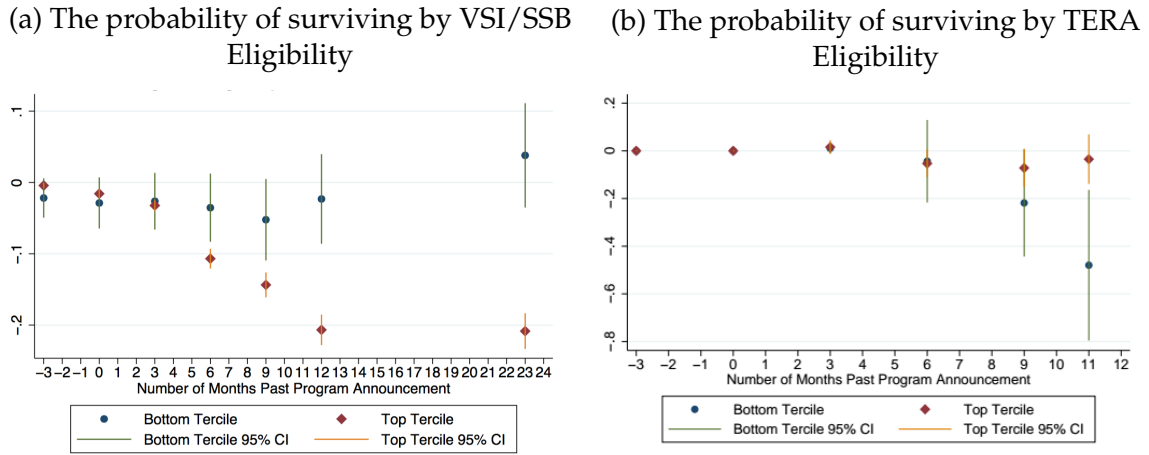 (a) The probability of surviving by VSI/SSB
Eligibility
(b) The probability of surviving by TERA
Eligibility
.1
0
-.1
-.2
-3 -2 -1 0 1 2 3 4 5 6 7 8 9 10 11 12 13 14 15 16 17 18 19 20 21 22 23 24
Number of Months Past Program Announcement
Bottom Tercile
Top Tercile
Bottom Tercile 95% CI
Top Tercile 95% CI
.2
0
-.2
-.4
-.6
-.8
-3 -2 -1 0 1 2 3 4 5 6 7 8 9 10 11 12
Number of Months Past Program Announcement
Bottom Tercile
Top Tercile
Bottom Tercile 95% CI
Top Tercile 95% CI